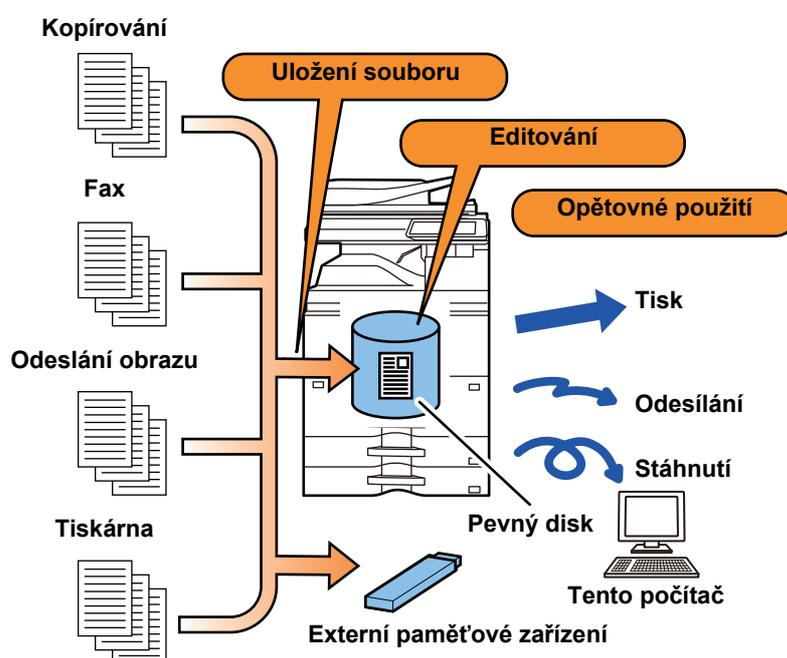 Kopírování
Uložení souboru
Editování
Fax
Opětovné použití
Tisk
Odeslání obrazu
Odesílání
Stáhnutí
Pevný disk
Tiskárna
Tento počítač
Externí paměťové zařízení